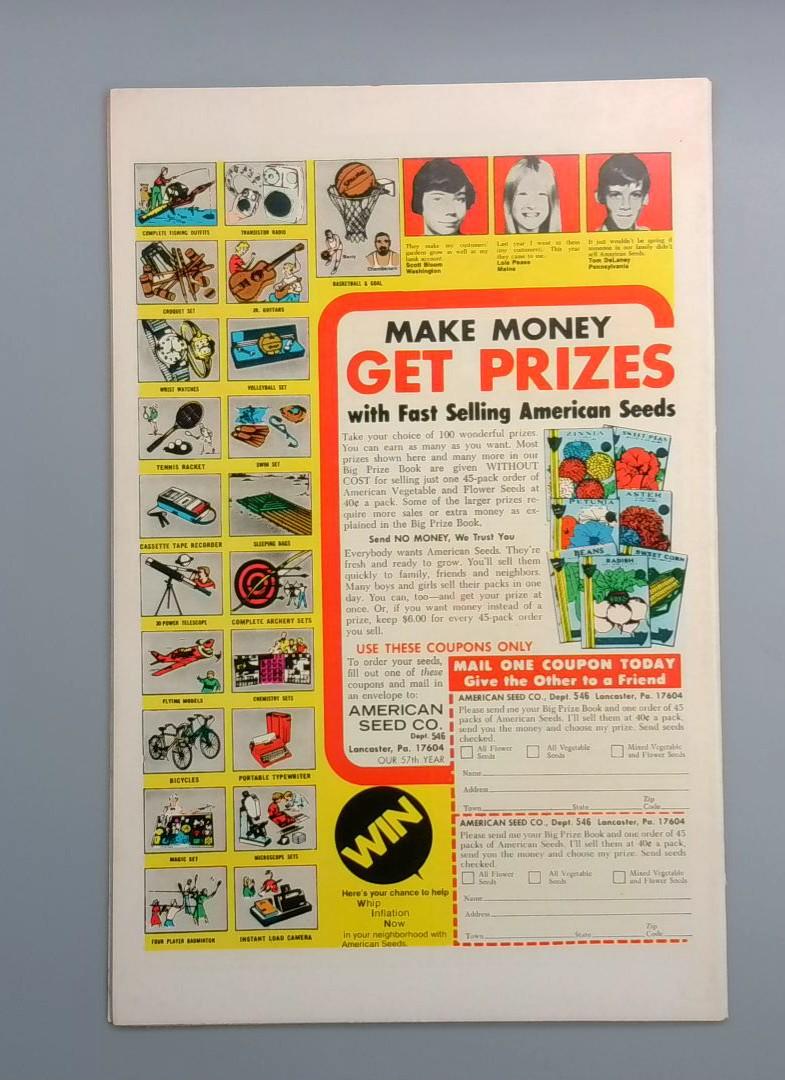 COMPLETE FISHING OUTFITS
TRANSISTOR RADIO
SPALDING
Barry
Chamberlain
BASKETBALL & GOAL
They make my customers'
gardens grow as well as my
bank account.
Scott Bloom
Washington
Last year I went to them
(my customers). This year
they came to me.
Lois Pease
Maine
It just wouldn't be spring if
someone in our family didn't
sell American Seeds.
Tom DeLaney
Pennsylvania
CROQUET SET
JR. GUITARS
WRIST WATCHES
VOLLEYBALL SET
TENNIS RACKET
SWIM SET
CASSETTE TAPE RECORDER
SLEEPING BAGS
30 POWER TELESCOPE
COMPLETE ARCHERY SETS
FLYING MODELS
CHEMISTRY SETS
BICYCLES
PORTABLE TYPEWRITER
MAGIC SET
MICROSCOPE SETS
FOUR PLAYER BADMINTON
INSTANT LOAD CAMERA
MAKE MONEY
GET PRIZES
with Fast Selling American Seeds
Take your choice of 100 wonderful prizes.
You can earn as many as you want. Most
prizes shown here and many more in our
Big Prize Book are given WITHOUT
COST for selling just one 45-pack order of
American Vegetable and Flower Seeds at
40¢ a pack. Some of the larger prizes re-
quire more sales or extra money as ex-
plained in the Big Prize Book.
Send NO MONEY, We Trust You
Everybody wants American Seeds. They're
fresh and ready to grow. You'll sell them
quickly to family, friends and neighbors.
Many boys and girls sell their packs in one
day. You can, too—and get your prize at
once. Or, if you want money instead of a
prize, keep $6.00 for every 45-pack order
you sell.
ZINNIA
SWEET PEAS
PETUNIA
ASTER
BEANS
RADISH
SWEET CORN
USE THESE COUPONS ONLY
To order your seeds,
fill out one of these
coupons and mail in
an envelope to:
AMERICAN
SEED CO.
Dept. 546
Lancaster, Pa. 17604
OUR 57th YEAR
MAIL ONE COUPON TODAY
Give the Other to a Friend
AMERICAN SEED CO., Dept. 546 Lancaster, Pa. 17604
Please send me your Big Prize Book and one order of 45
packs of American Seeds. I'll sell them at 40¢ a pack,
send you the money and choose my prize. Send seeds
checked.
All Flower Seeds
All Vegetable Seeds
Mixed Vegetable and Flower Seeds
Name
Address
Town State Zip Code
AMERICAN SEED CO., Dept. 546 Lancaster, Pa. 17604
Please send me your Big Prize Book and one order of 45
packs of American Seeds. I'll sell them at 40¢ a pack,
send you the money and choose my prize. Send seeds
checked.
All Flower Seeds
All Vegetable Seeds
Mixed Vegetable and Flower Seeds
Name
Address
Town State Zip Code
WIN
Here's your chance to help
Whip
Inflation
Now
in your neighborhood with
American Seeds.